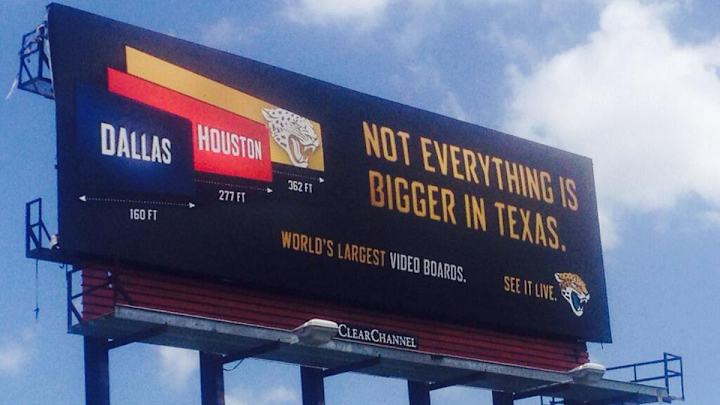 DALLAS
HOUSTON
160 FT
277 FT
362 FT
NOT EVERYTHING IS
BIGGER IN TEXAS.
WORLD'S LARGEST VIDEO BOARDS.
SEE IT LIVE.
CLEARCHANNEL